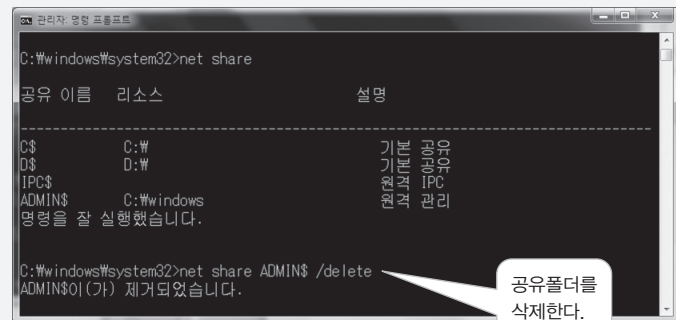 관리자: 명령 프롬프트
C:₩windows₩system32>net share
공유 이름 리소스 설명
-------------------------------------------------------------------------------
C$ C:₩ 기본 공유
D$ D:₩ 기본 공유
IPC$ 원격 IPC
ADMIN$ C:₩windows 원격 관리
명령을 잘 실행했습니다.
C:₩windows₩system32>net share ADMIN$ /delete
ADMIN$이(가) 제거되었습니다.
공유폴더를
삭제한다.